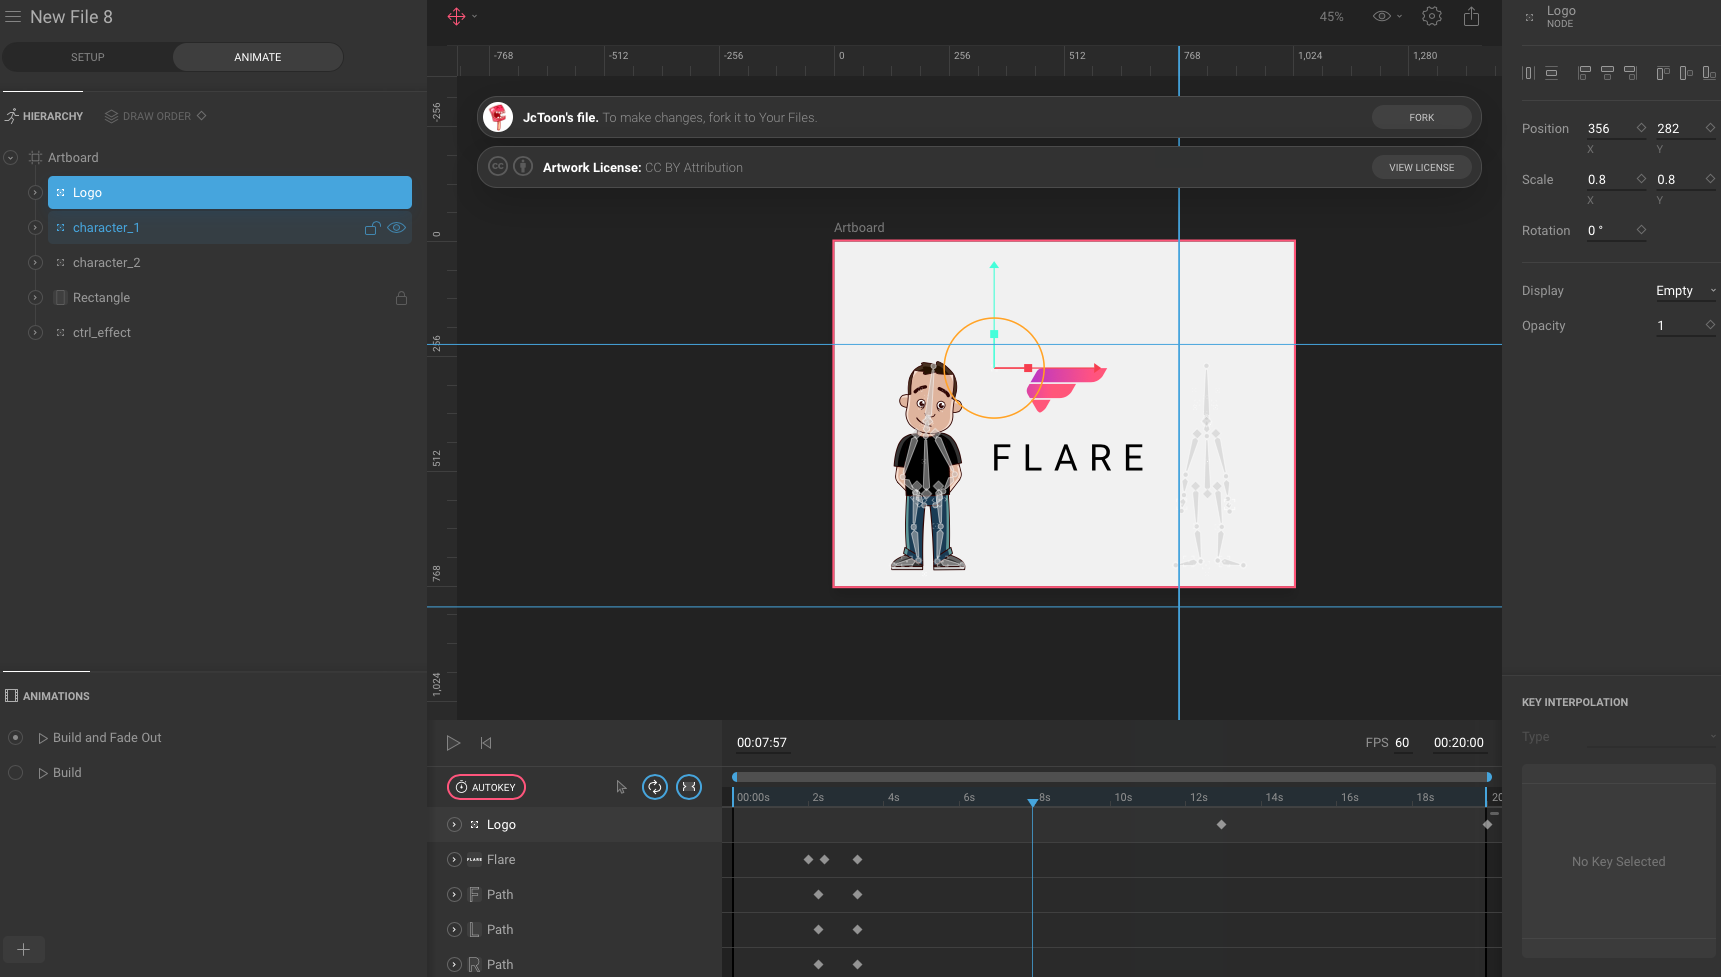 New File 8
SETUP
ANIMATE
HIERARCHY
DRAW ORDER
Artboard
Logo
character_1
character_2
Rectangle
ctrl_effect
ANIMATIONS
Build and Fade Out
Build
45%
-768 -512 -256 0 256 512 768 1,024 1,280
-256
0
256
512
768
1,024
JcToon's file. To make changes, fork it to Your Files.
FORK
CC
Artwork License: CC BY Attribution
VIEW LICENSE
Artboard
FLARE
00:07:57
FPS 60
00:20:00
AUTOKEY
00:00s 2s 4s 6s 8s 10s 12s 14s 16s 18s 20
Logo
FLARE
Flare
F
Path
L
Path
R
Path
Logo
NODE
Position 356 282
X Y
Scale 0.8 0.8
X Y
Rotation 0 °
Display Empty
Opacity 1
KEY INTERPOLATION
Type
No Key Selected